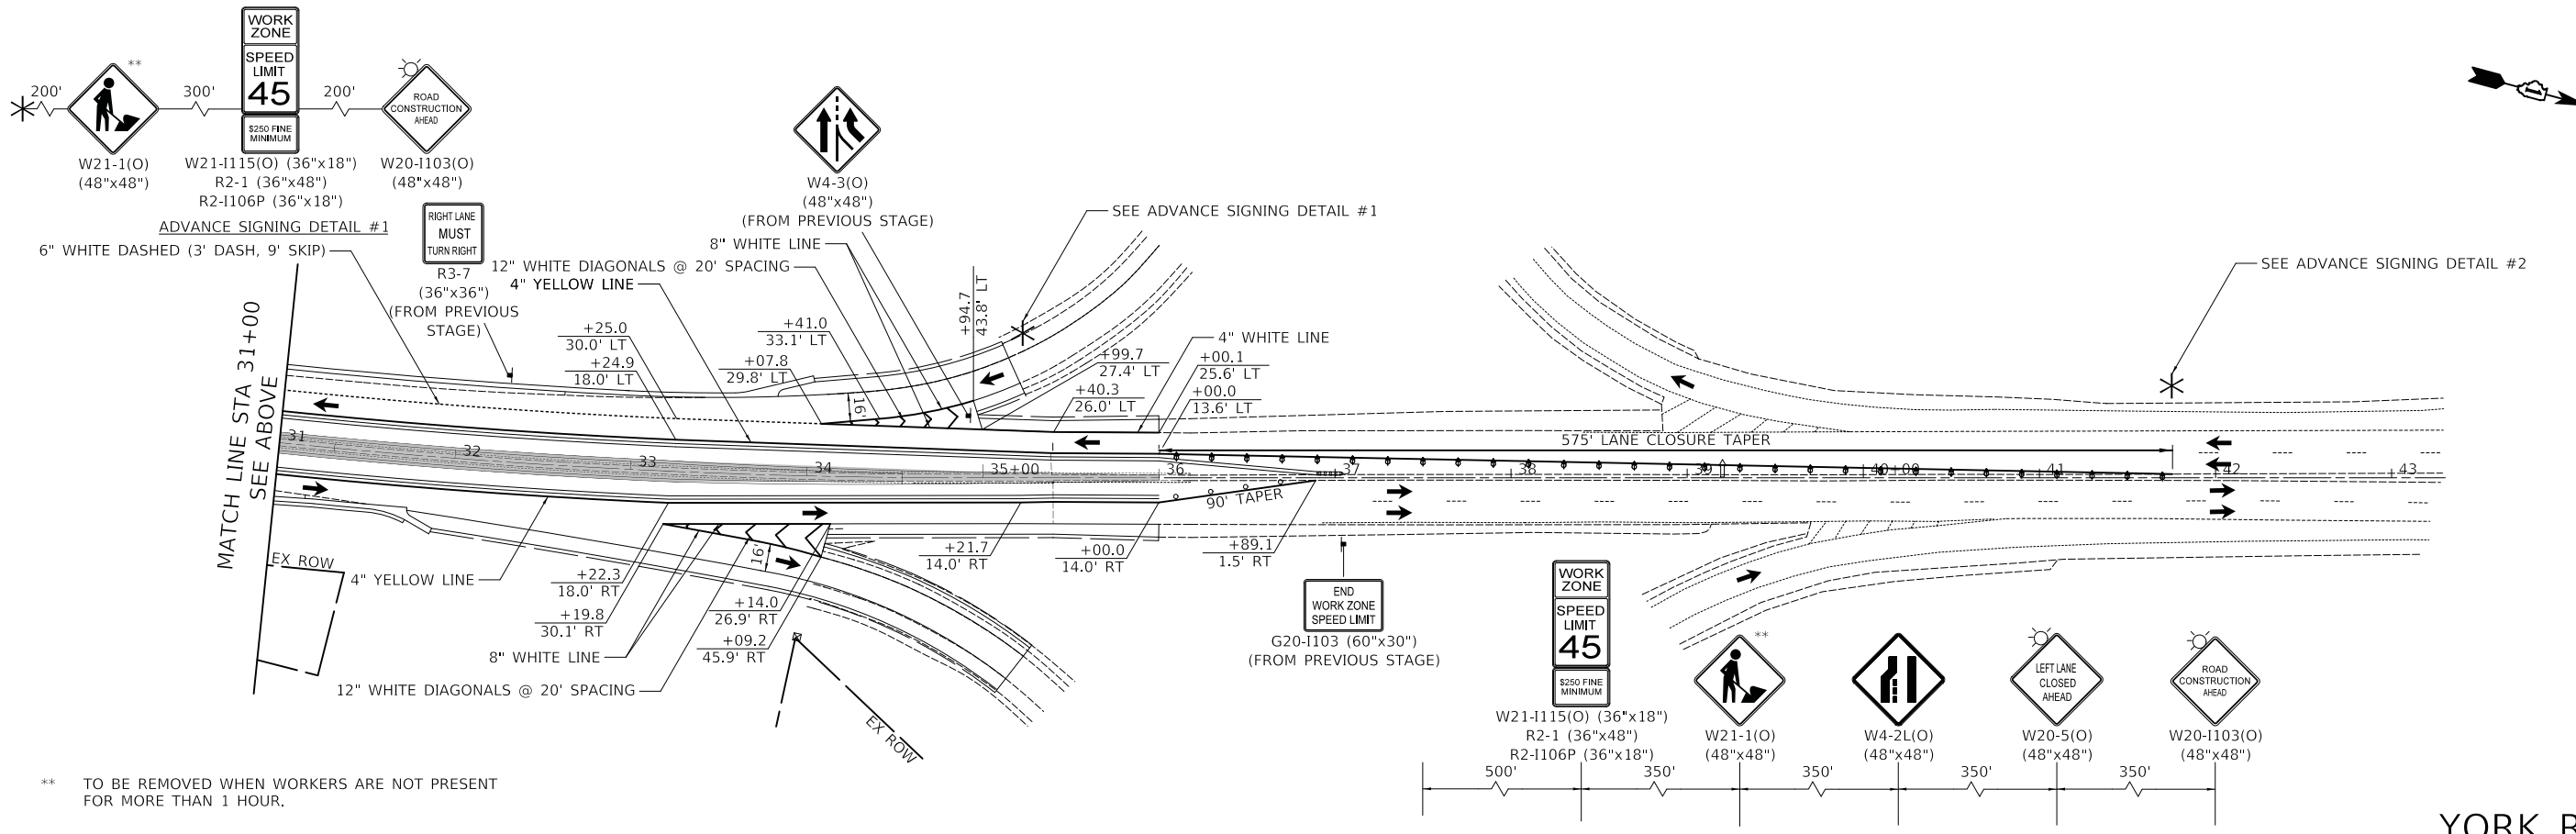 WORK
ZONE
SPEED
LIMIT
45
$250 FINE
MINIMUM
**
200'
300'
200'
ROAD
CONSTRUCTION
AHEAD
W21-1(O)
(48"x48")
W21-I115(O) (36"x18")
R2-1 (36"x48")
R2-I106P (36"x18")
W20-I103(O)
(48"x48")
ADVANCE SIGNING DETAIL #1
6" WHITE DASHED (3' DASH, 9' SKIP)
RIGHT LANE
MUST
TURN RIGHT
R3-7
(36"x36")
(FROM PREVIOUS
STAGE)
W4-3(O)
(48"x48")
(FROM PREVIOUS STAGE)
8" WHITE LINE
12" WHITE DIAGONALS @ 20' SPACING
4" YELLOW LINE
SEE ADVANCE SIGNING DETAIL #1
SEE ADVANCE SIGNING DETAIL #2
MATCH LINE STA 31+00
SEE ABOVE
+25.0
30.0' LT
+24.9
18.0' LT
+07.8
29.8' LT
+41.0
33.1' LT
+94.7
43.8' LT
4" WHITE LINE
+99.7
27.4' LT
+40.3
26.0' LT
+00.1
25.6' LT
+00.0
13.6' LT
16'
575' LANE CLOSURE TAPER
31
32
33
34
35+00
36
37
38
39
40+00
41
42
43
90' TAPER
EX ROW
4" YELLOW LINE
+22.3
18.0' RT
+19.8
30.1' RT
16'
+14.0
26.9' RT
+09.2
45.9' RT
+21.7
14.0' RT
+00.0
14.0' RT
+89.1
1.5' RT
8" WHITE LINE
12" WHITE DIAGONALS @ 20' SPACING
EX ROW
END
WORK ZONE
SPEED LIMIT
G20-I103 (60"x30")
(FROM PREVIOUS STAGE)
WORK
ZONE
SPEED
LIMIT
45
$250 FINE
MINIMUM
W21-I115(O) (36"x18")
R2-1 (36"x48")
R2-I106P (36"x18")
**
W21-1(O)
(48"x48")
W4-2L(O)
(48"x48")
LEFT LANE
CLOSED
AHEAD
W20-5(O)
(48"x48")
ROAD
CONSTRUCTION
AHEAD
W20-I103(O)
(48"x48")
500'
350'
350'
350'
350'
** TO BE REMOVED WHEN WORKERS ARE NOT PRESENT
FOR MORE THAN 1 HOUR.
YORK